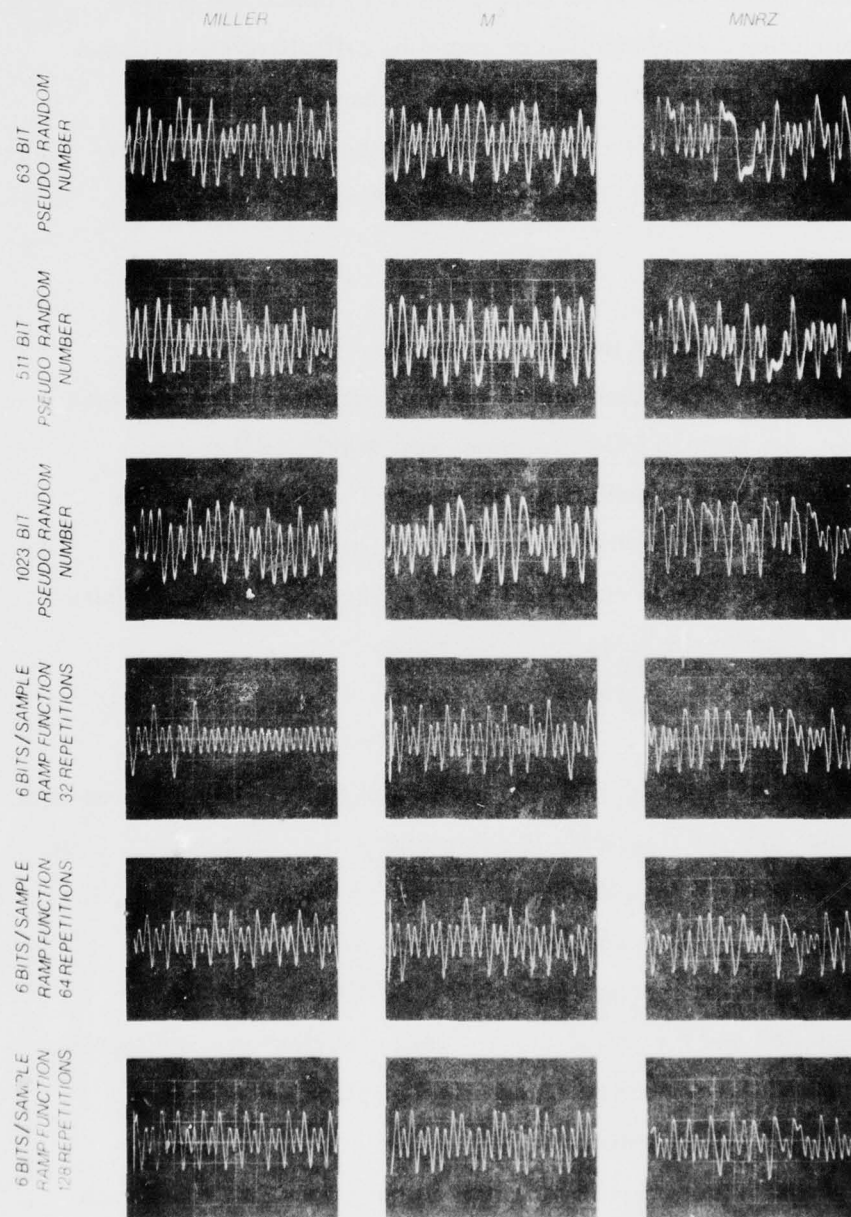 MILLER M² MNRZ
63 BIT
PSEUDO RANDOM
NUMBER
511 BIT
PSEUDO RANDOM
NUMBER
1023 BIT
PSEUDO RANDOM
NUMBER
6 BITS/SAMPLE
RAMP FUNCTION
32 REPETITIONS
6 BITS/SAMPLE
RAMP FUNCTION
64 REPETITIONS
6 BITS/SAMPLE
RAMP FUNCTION
128 REPETITIONS